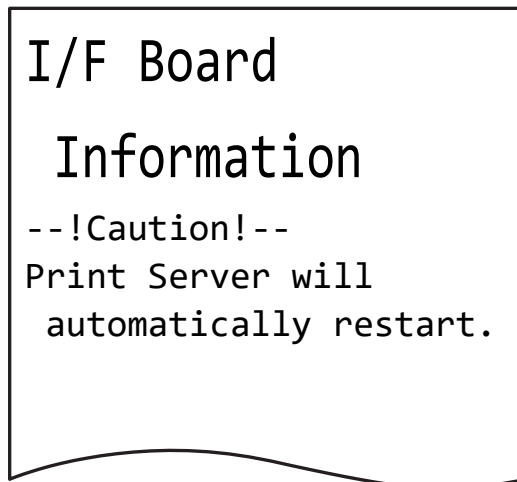 I/F Board
 Information
--!Caution!--
Print Server will
 automatically restart.